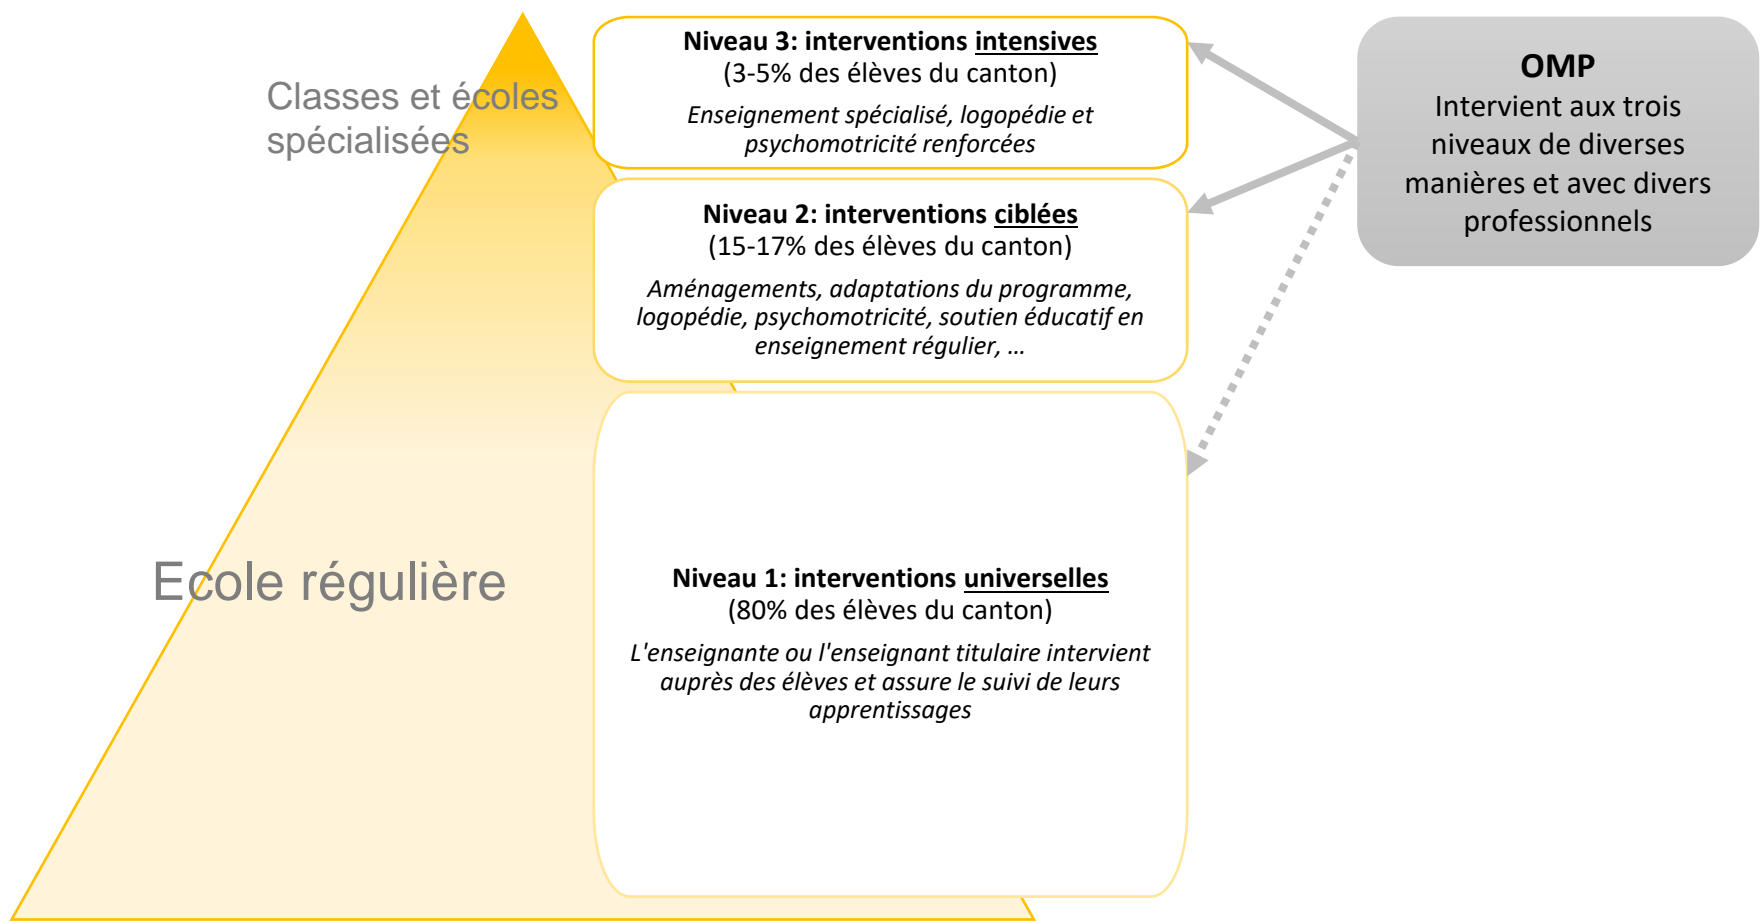 Classes et écoles
spécialisées
Ecole régulière
Niveau 3: interventions intensives
(3-5% des élèves du canton)
Enseignement spécialisé, logopédie et
psychomotricité renforcées
Niveau 2: interventions ciblées
(15-17% des élèves du canton)
Aménagements, adaptations du programme,
logopédie, psychomotricité, soutien éducatif en
enseignement régulier, ...
Niveau 1: interventions universelles
(80% des élèves du canton)
L'enseignante ou l'enseignant titulaire intervient
auprès des élèves et assure le suivi de leurs
apprentissages
OMP
Intervient aux trois
niveaux de diverses
manières et avec divers
professionnels